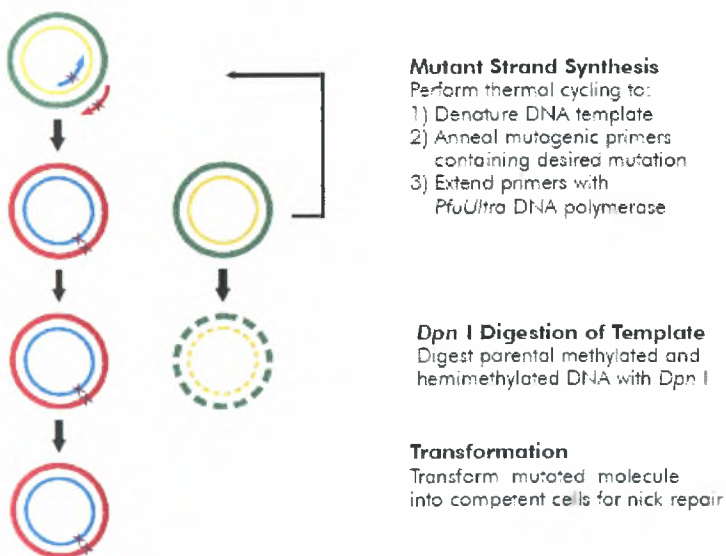 Mutant Strand Synthesis
Perform thermal cycling to:
1) Denature DNA template
2) Anneal mutagenic primers
containing desired mutation
3) Extend primers with
PfuUltra DNA polymerase
Dpn I Digestion of Template
Digest parental methylated and
hemimethylated DNA with Dpn I
Transformation
Transform mutated molecule
into competent cells for nick repair